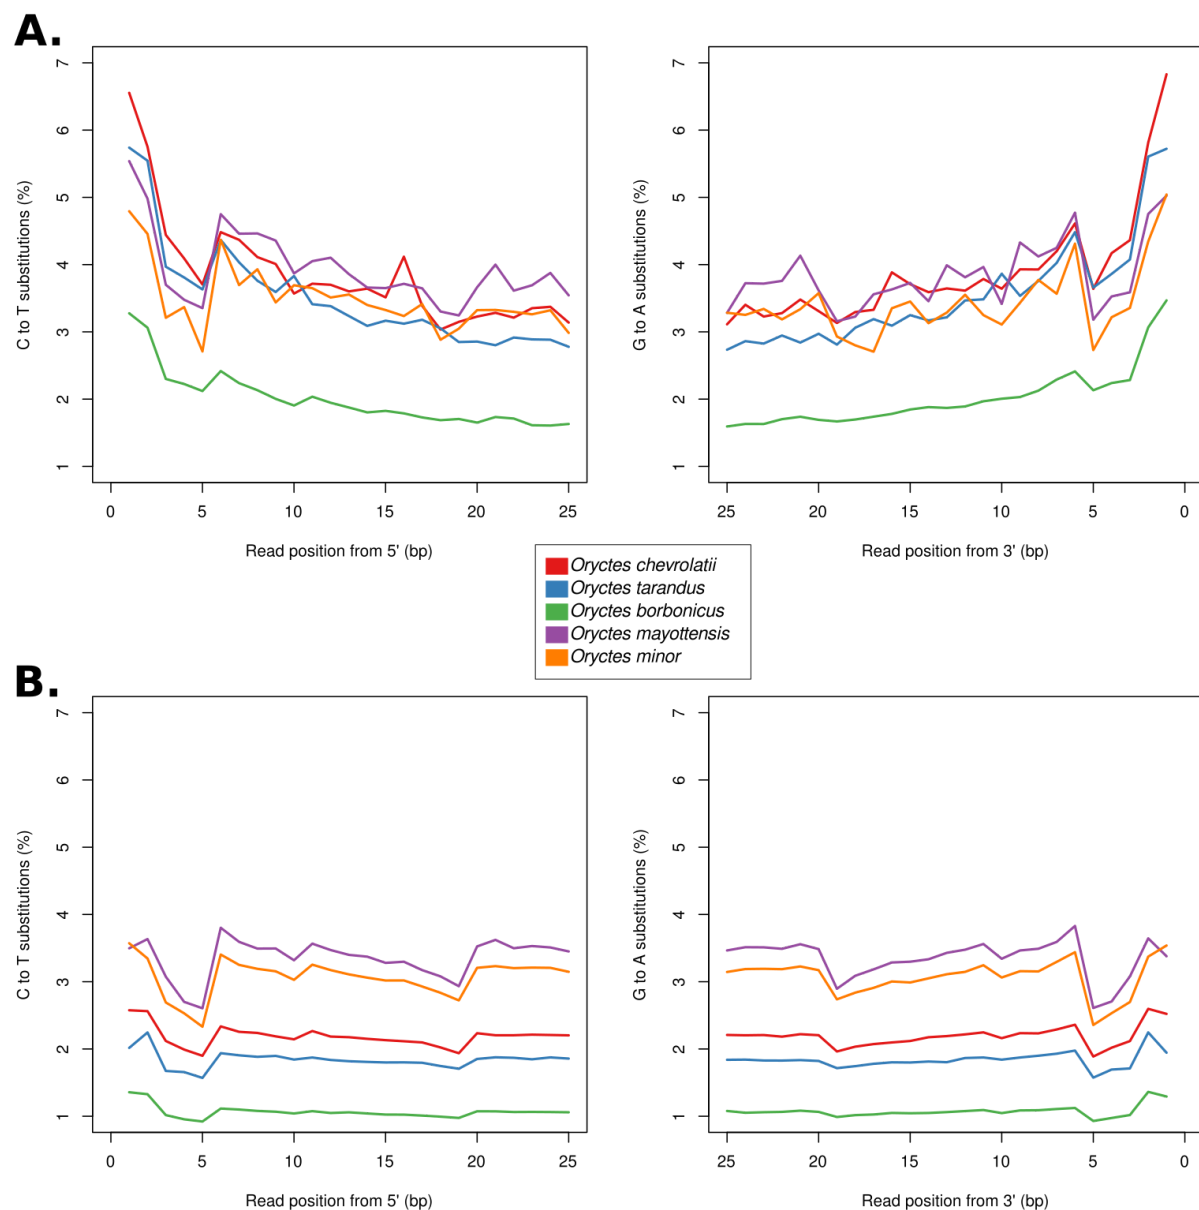 A.
7
6
5
4
3
2
1
C to T substitutions (%)
0 5 10 15 20 25
Read position from 5' (bp)
7
6
5
4
3
2
1
G to A substitutions (%)
25 20 15 10 5 0
Read position from 3' (bp)
Oryctes chevrolatii
Oryctes tarandus
Oryctes borbonicus
Oryctes mayottensis
Oryctes minor
B.
7
6
5
4
3
2
1
C to T substitutions (%)
0 5 10 15 20 25
Read position from 5' (bp)
7
6
5
4
3
2
1
G to A substitutions (%)
25 20 15 10 5 0
Read position from 3' (bp)